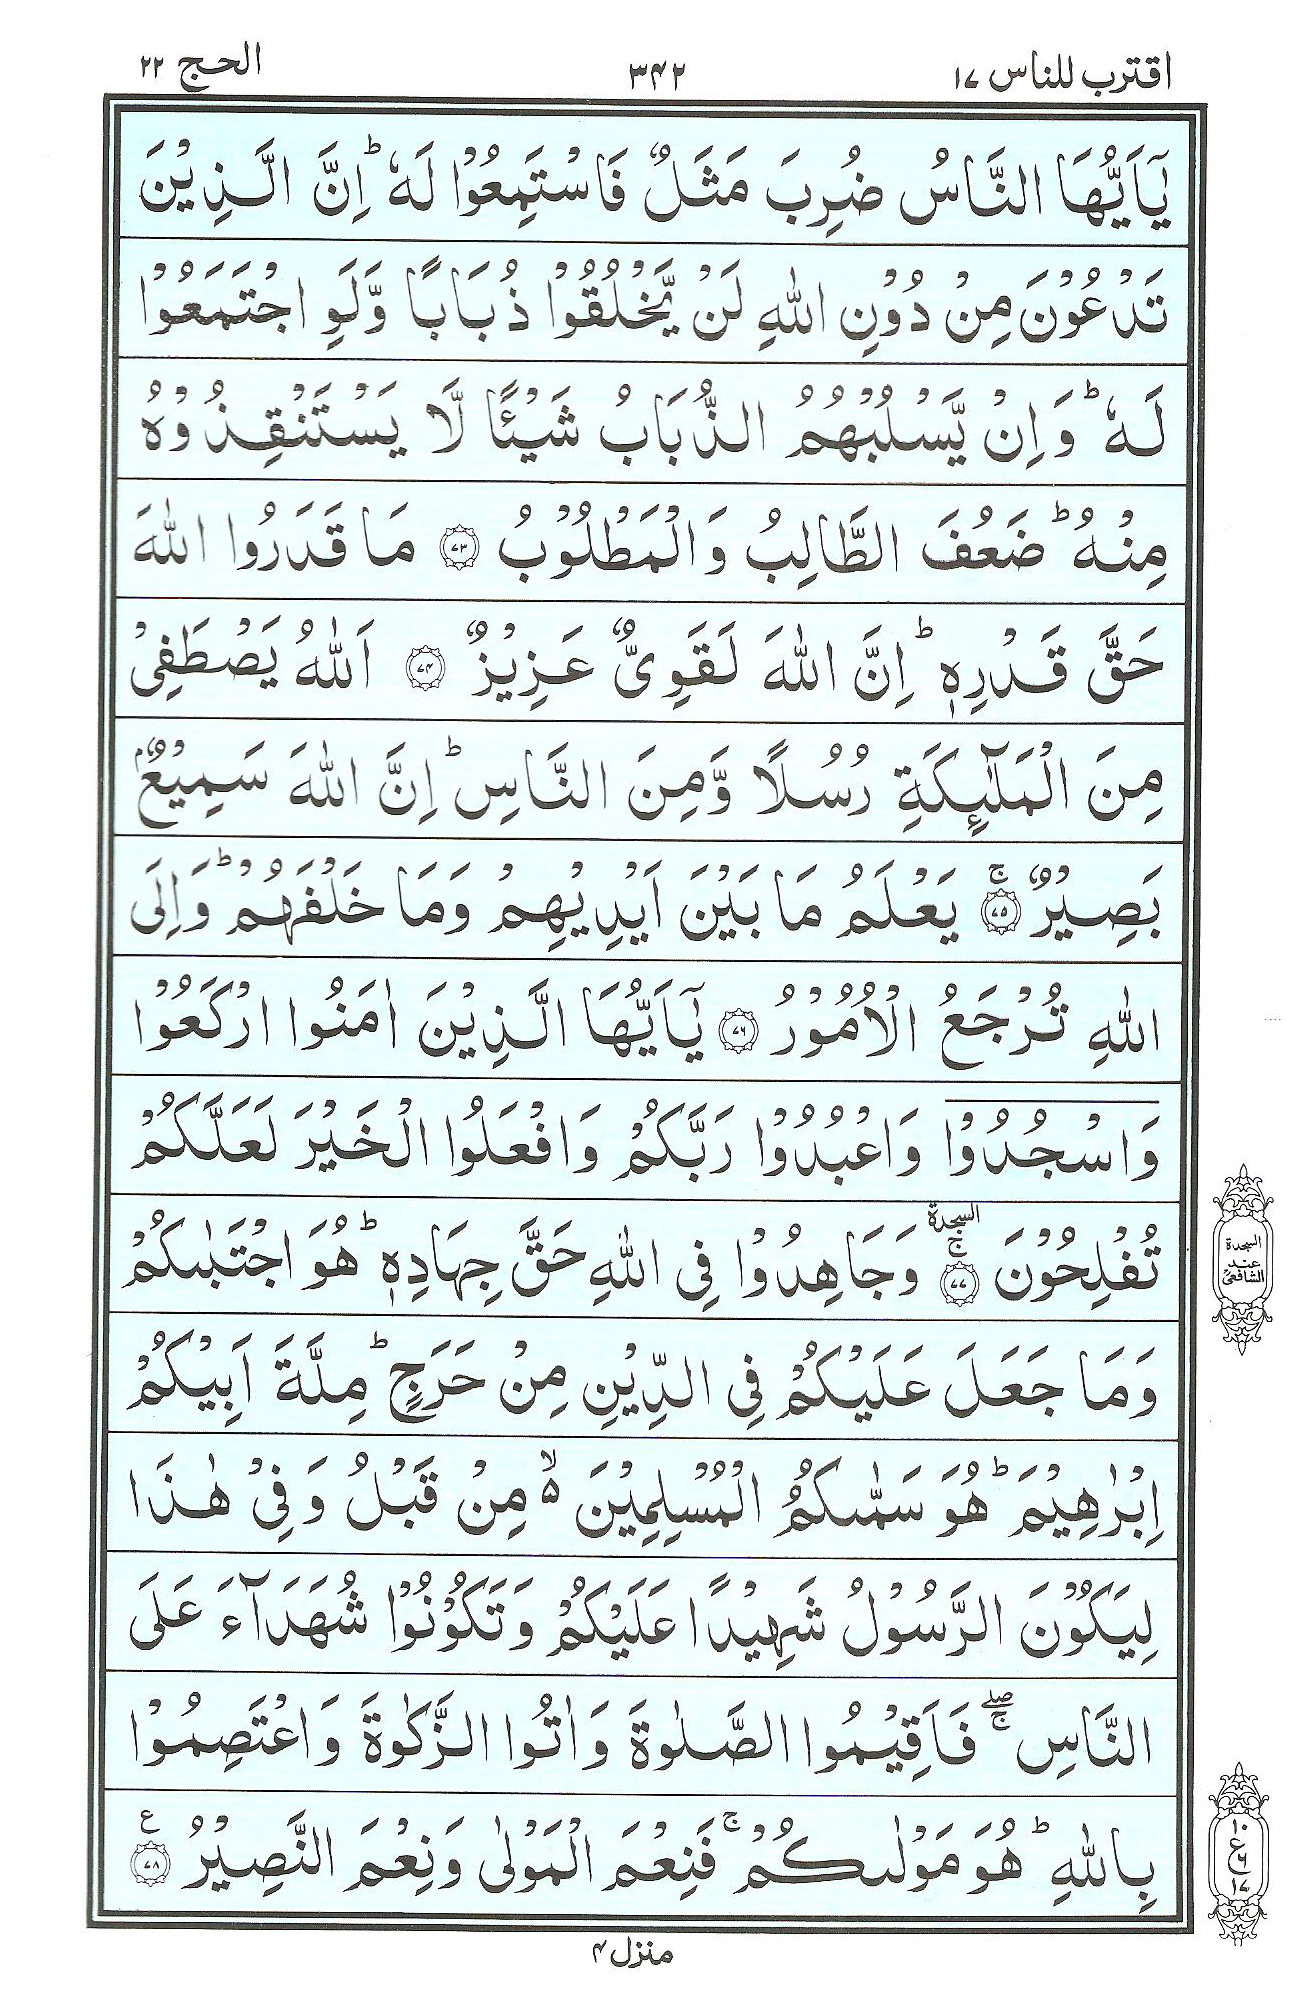 اقترب للناس ١٧
٣٤٢
الحج ٢٢
يٰٓاَيُّهَا النَّاسُ ضُرِبَ مَثَلٌ فَاسْتَمِعُوْا لَهٗ ؕ اِنَّ الَّذِيْنَ
تَدْعُوْنَ مِنْ دُوْنِ اللّٰهِ لَنْ يَّخْلُقُوْا ذُبَابًا وَّلَوِ اجْتَمَعُوْا
لَهٗ ؕ وَاِنْ يَّسْلُبْهُمُ الذُّبَابُ شَيْـًٔا لَّا يَسْتَنْقِذُوْهُ
مِنْهُ ؕ ضَعُفَ الطَّالِبُ وَالْمَطْلُوْبُ ﴿٧٣﴾ مَا قَدَرُوا اللّٰهَ
حَقَّ قَدْرِهٖ ؕ اِنَّ اللّٰهَ لَقَوِىٌّ عَزِيْزٌ ﴿٧٤﴾ اَللّٰهُ يَصْطَفِىْ
مِنَ الْمَلٰٓئِكَةِ رُسُلًا وَّمِنَ النَّاسِ ؕ اِنَّ اللّٰهَ سَمِيْعٌۢ
بَصِيْرٌ ۚ﴿٧٥﴾ يَعْلَمُ مَا بَيْنَ اَيْدِيْهِمْ وَمَا خَلْفَهُمْ ؕ وَاِلَى
اللّٰهِ تُرْجَعُ الْاُمُوْرُ ﴿٧٦﴾ يٰٓاَيُّهَا الَّذِيْنَ اٰمَنُوا ارْكَعُوْا
وَاسْجُدُوْا وَاعْبُدُوْا رَبَّكُمْ وَافْعَلُوا الْخَيْرَ لَعَلَّكُمْ
تُفْلِحُوْنَ ۚ السجدة ﴿٧٧﴾ وَجَاهِدُوْا فِى اللّٰهِ حَقَّ جِهَادِهٖ ؕ هُوَ اجْتَبٰىكُمْ
وَمَا جَعَلَ عَلَيْكُمْ فِى الدِّيْنِ مِنْ حَرَجٍ ؕ مِلَّةَ اَبِيْكُمْ
اِبْرٰهِيْمَ ؕ هُوَ سَمّٰىكُمُ الْمُسْلِمِيْنَ ۙ۵ مِنْ قَبْلُ وَفِىْ هٰذَا
لِيَكُوْنَ الرَّسُوْلُ شَهِيْدًا عَلَيْكُمْ وَتَكُوْنُوْا شُهَدَآءَ عَلَى
النَّاسِ ۚۖ فَاَقِيْمُوا الصَّلٰوةَ وَاٰتُوا الزَّكٰوةَ وَاعْتَصِمُوْا
بِاللّٰهِ ؕ هُوَ مَوْلٰىكُمْ ۚ فَنِعْمَ الْمَوْلٰى وَنِعْمَ النَّصِيْرُ ع ﴿٧٨﴾
السجدة
عند
الشافعي
١٠
ع
٦
١٧
منزل ٤